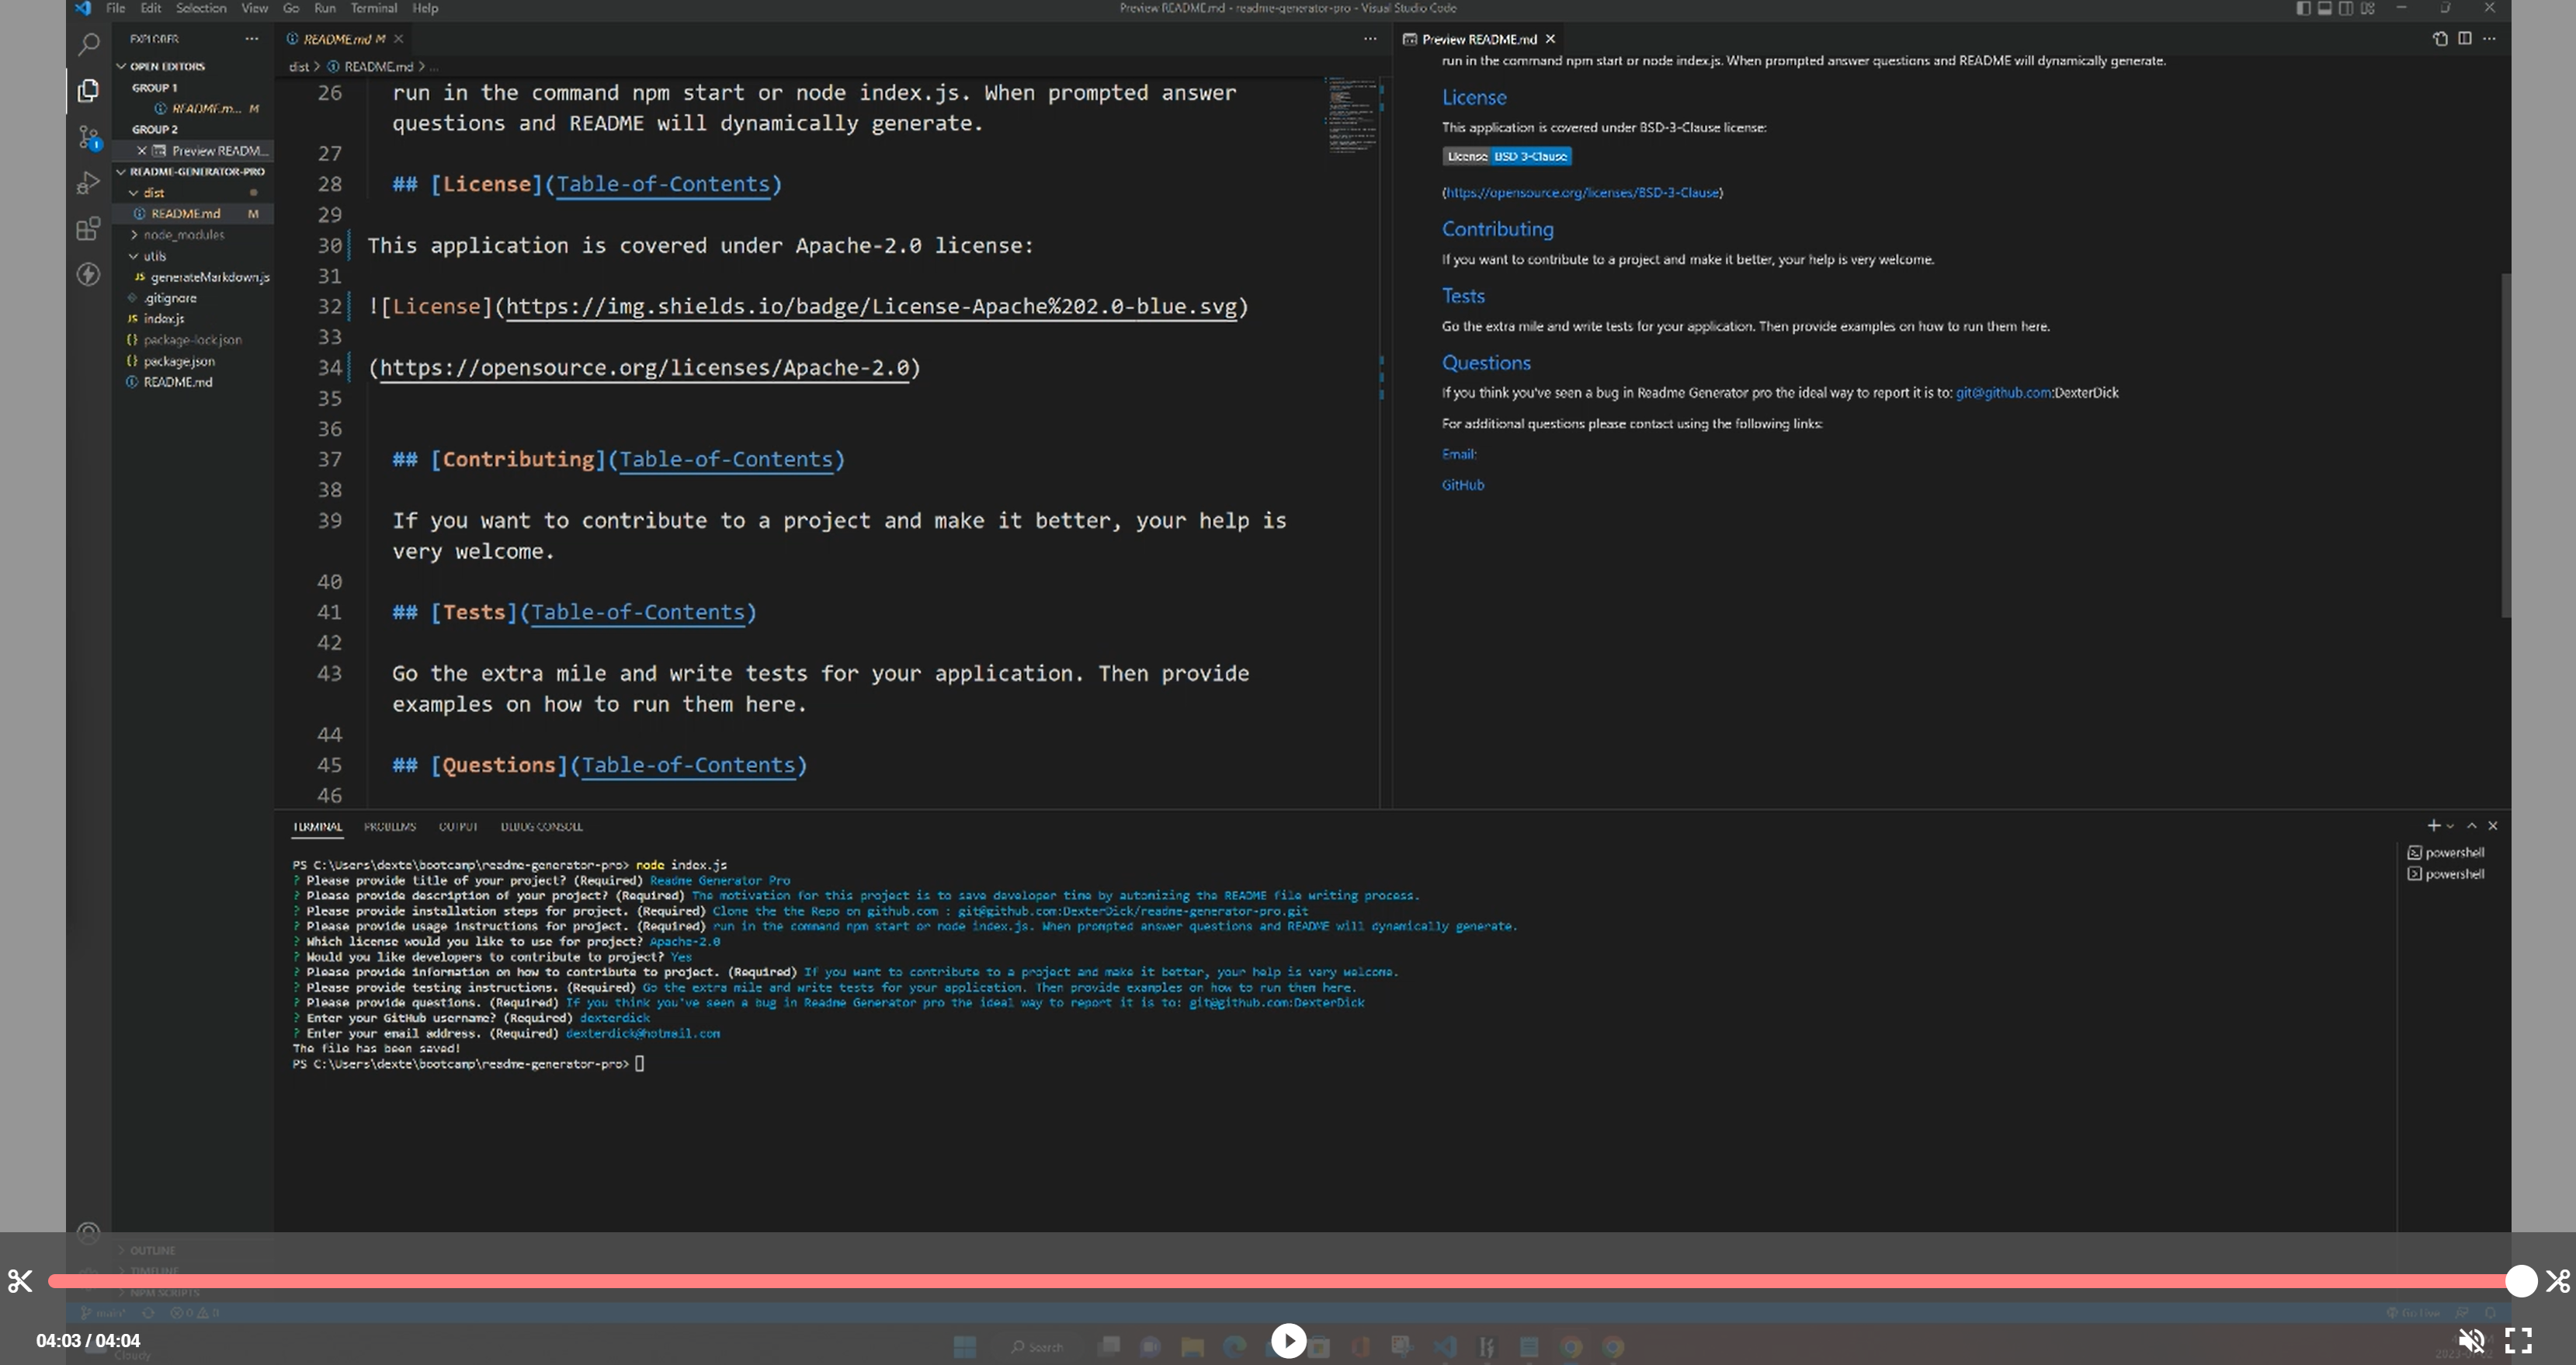 File Edit Selection View Go Run Terminal Help
Preview README.md - readme-generator-pro - Visual Studio Code
EXPLORER
OPEN EDITORS
GROUP 1
README.m... M
GROUP 2
Preview READM...
README-GENERATOR-PRO
dist
README.md M
node_modules
utils
JS generateMarkdown.js
.gitignore
JS index.js
{} package-lock.json
{} package.json
README.md
OUTLINE
TIMELINE
NPM SCRIPTS
README.md M
dist > README.md > ...
26 run in the command npm start or node index.js. When prompted answer
questions and README will dynamically generate.
27
28 ## [License](Table-of-Contents)
29
30 This application is covered under Apache-2.0 license:
31
32 ![License](https://img.shields.io/badge/License-Apache%202.0-blue.svg)
33
34 (https://opensource.org/licenses/Apache-2.0)
35
36
37 ## [Contributing](Table-of-Contents)
38
39 If you want to contribute to a project and make it better, your help is
very welcome.
40
41 ## [Tests](Table-of-Contents)
42
43 Go the extra mile and write tests for your application. Then provide
examples on how to run them here.
44
45 ## [Questions](Table-of-Contents)
46
Preview README.md
run in the command npm start or node index.js. When prompted answer questions and README will dynamically generate.
License
This application is covered under BSD-3-Clause license:
License BSD 3-Clause
(https://opensource.org/licenses/BSD-3-Clause)
Contributing
If you want to contribute to a project and make it better, your help is very welcome.
Tests
Go the extra mile and write tests for your application. Then provide examples on how to run them here.
Questions
If you think you've seen a bug in Readme Generator pro the ideal way to report it is to: git@github.com:DexterDick
For additional questions please contact using the following links:
Email:
GitHub
TERMINAL PROBLEMS OUTPUT DEBUG CONSOLE
PS C:\Users\dexte\bootcamp\readme-generator-pro> node index.js
? Please provide title of your project? (Required) Readme Generator Pro
? Please provide description of your project? (Required) The motivation for this project is to save developer time by automizing the README file writing process.
? Please provide installation steps for project. (Required) Clone the the Repo on github.com : git@github.com:DexterDick/readme-generator-pro.git
? Please provide usage instructions for project. (Required) run in the command npm start or node index.js. When prompted answer questions and README will dynamically generate.
? Which license would you like to use for project? Apache-2.0
? Would you like developers to contribute to project? Yes
? Please provide information on how to contribute to project. (Required) If you want to contribute to a project and make it better, your help is very welcome.
? Please provide testing instructions. (Required) Go the extra mile and write tests for your application. Then provide examples on how to run them here.
? Please provide questions. (Required) If you think you've seen a bug in Readme Generator pro the ideal way to report it is to: git@github.com:DexterDick
? Enter your GitHub username? (Required) dexterdick
? Enter your email address. (Required) dexterdick@hotmail.com
The file has been saved!
PS C:\Users\dexte\bootcamp\readme-generator-pro>
powershell
powershell
main* 0 0
Go Live
04:03 / 04:04
Search
Cloudy